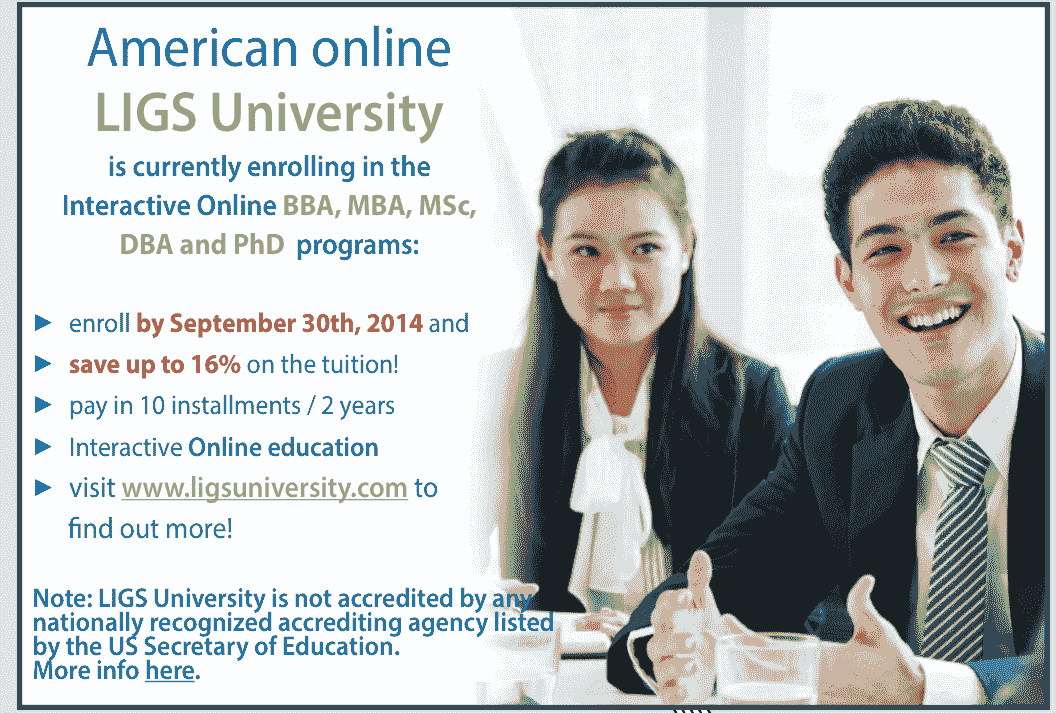 American online
LIGS University
is currently enrolling in the
Interactive Online BBA, MBA, MSc,
DBA and PhD programs:
► enroll by September 30th, 2014 and
► save up to 16% on the tuition!
► pay in 10 installments / 2 years
► Interactive Online education
► visit www.ligsuniversity.com to
find out more!
Note: LIGS University is not accredited by any
nationally recognized accrediting agency listed
by the US Secretary of Education.
More info here.